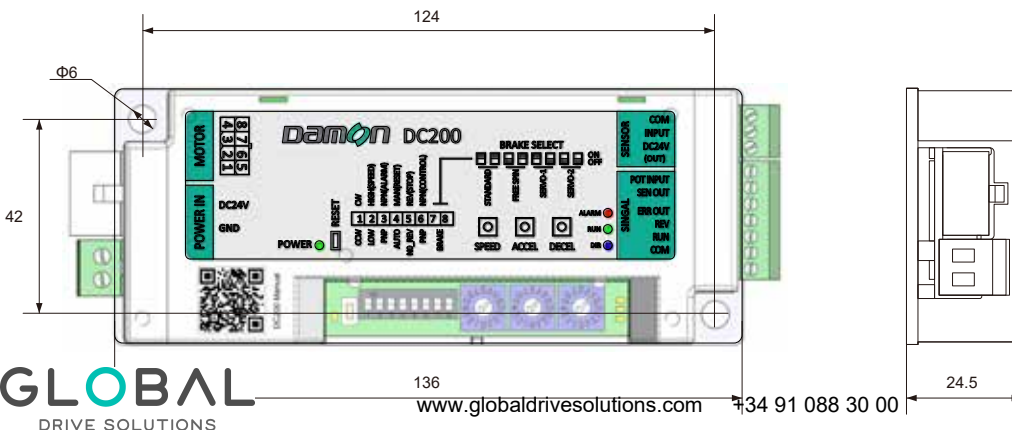 124
Φ6
42
MOTOR
4 8
3 7
2 6
1 5
POWER IN
DC24V
GND
Damon DC200
BRAKE SELECT
ON
OFF
STANDARD
FREE SPIN
SERVO-1
SERVO-2
CW
HIGH(SPEED)
NPN(ALARM)
MAN(RESET)
REV(STOP)
NPN(CONTROL)
1 2 3 4 5 6 7 8
CCW
LOW
PNP
AUTO
NO_REV
PNP
BRAKE
RESET
POWER
SPEED
ACCEL
DECEL
ALARM
RUN
DIR
SENSOR
COM
INPUT
DC24V
(OUT)
SINGAL
POT INPUT
SEN OUT
ERR OUT
REV
RUN
COM
DC200 Manual
GLOBAL
DRIVE SOLUTIONS
136
www.globaldrivesolutions.com +34 91 088 30 00
24.5